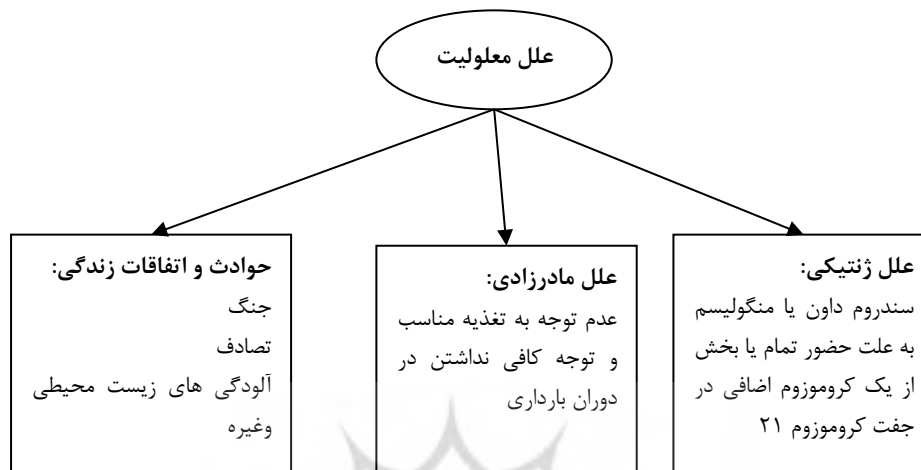 علل معلولیت
علل ژنتیکی:
سندروم داون یا منگولیسم
به علت حضور تمام یا بخش
از یک کروموزوم اضافی در
جفت کروموزوم ۲۱
علل مادرزادی:
عدم توجه به تغذیه مناسب
و توجه کافی نداشتن در
دوران بارداری
حوادث و اتفاقات زندگی:
جنگ
تصادف
آلودگی های زیست محیطی
وغیره